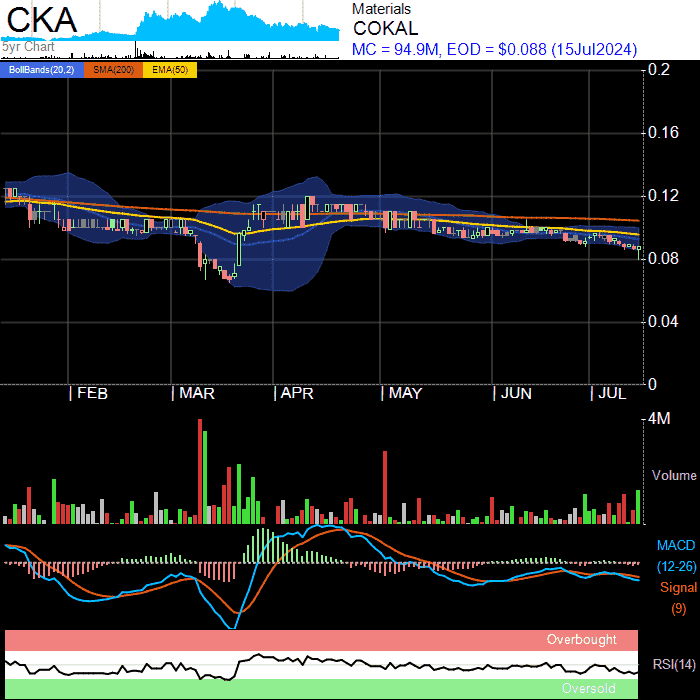 CKA
5yr Chart
Materials
COKAL
MC = 94.9M, EOD = $0.088 (15Jul2024)
BollBands(20,2) SMA(200) EMA(50)
0.2
0.16
0.12
0.08
0.04
0
| FEB | MAR | APR | MAY | JUN | JUL
4M
Volume
MACD
(12-26)
Signal
(9)
Overbought
RSI(14)
Oversold